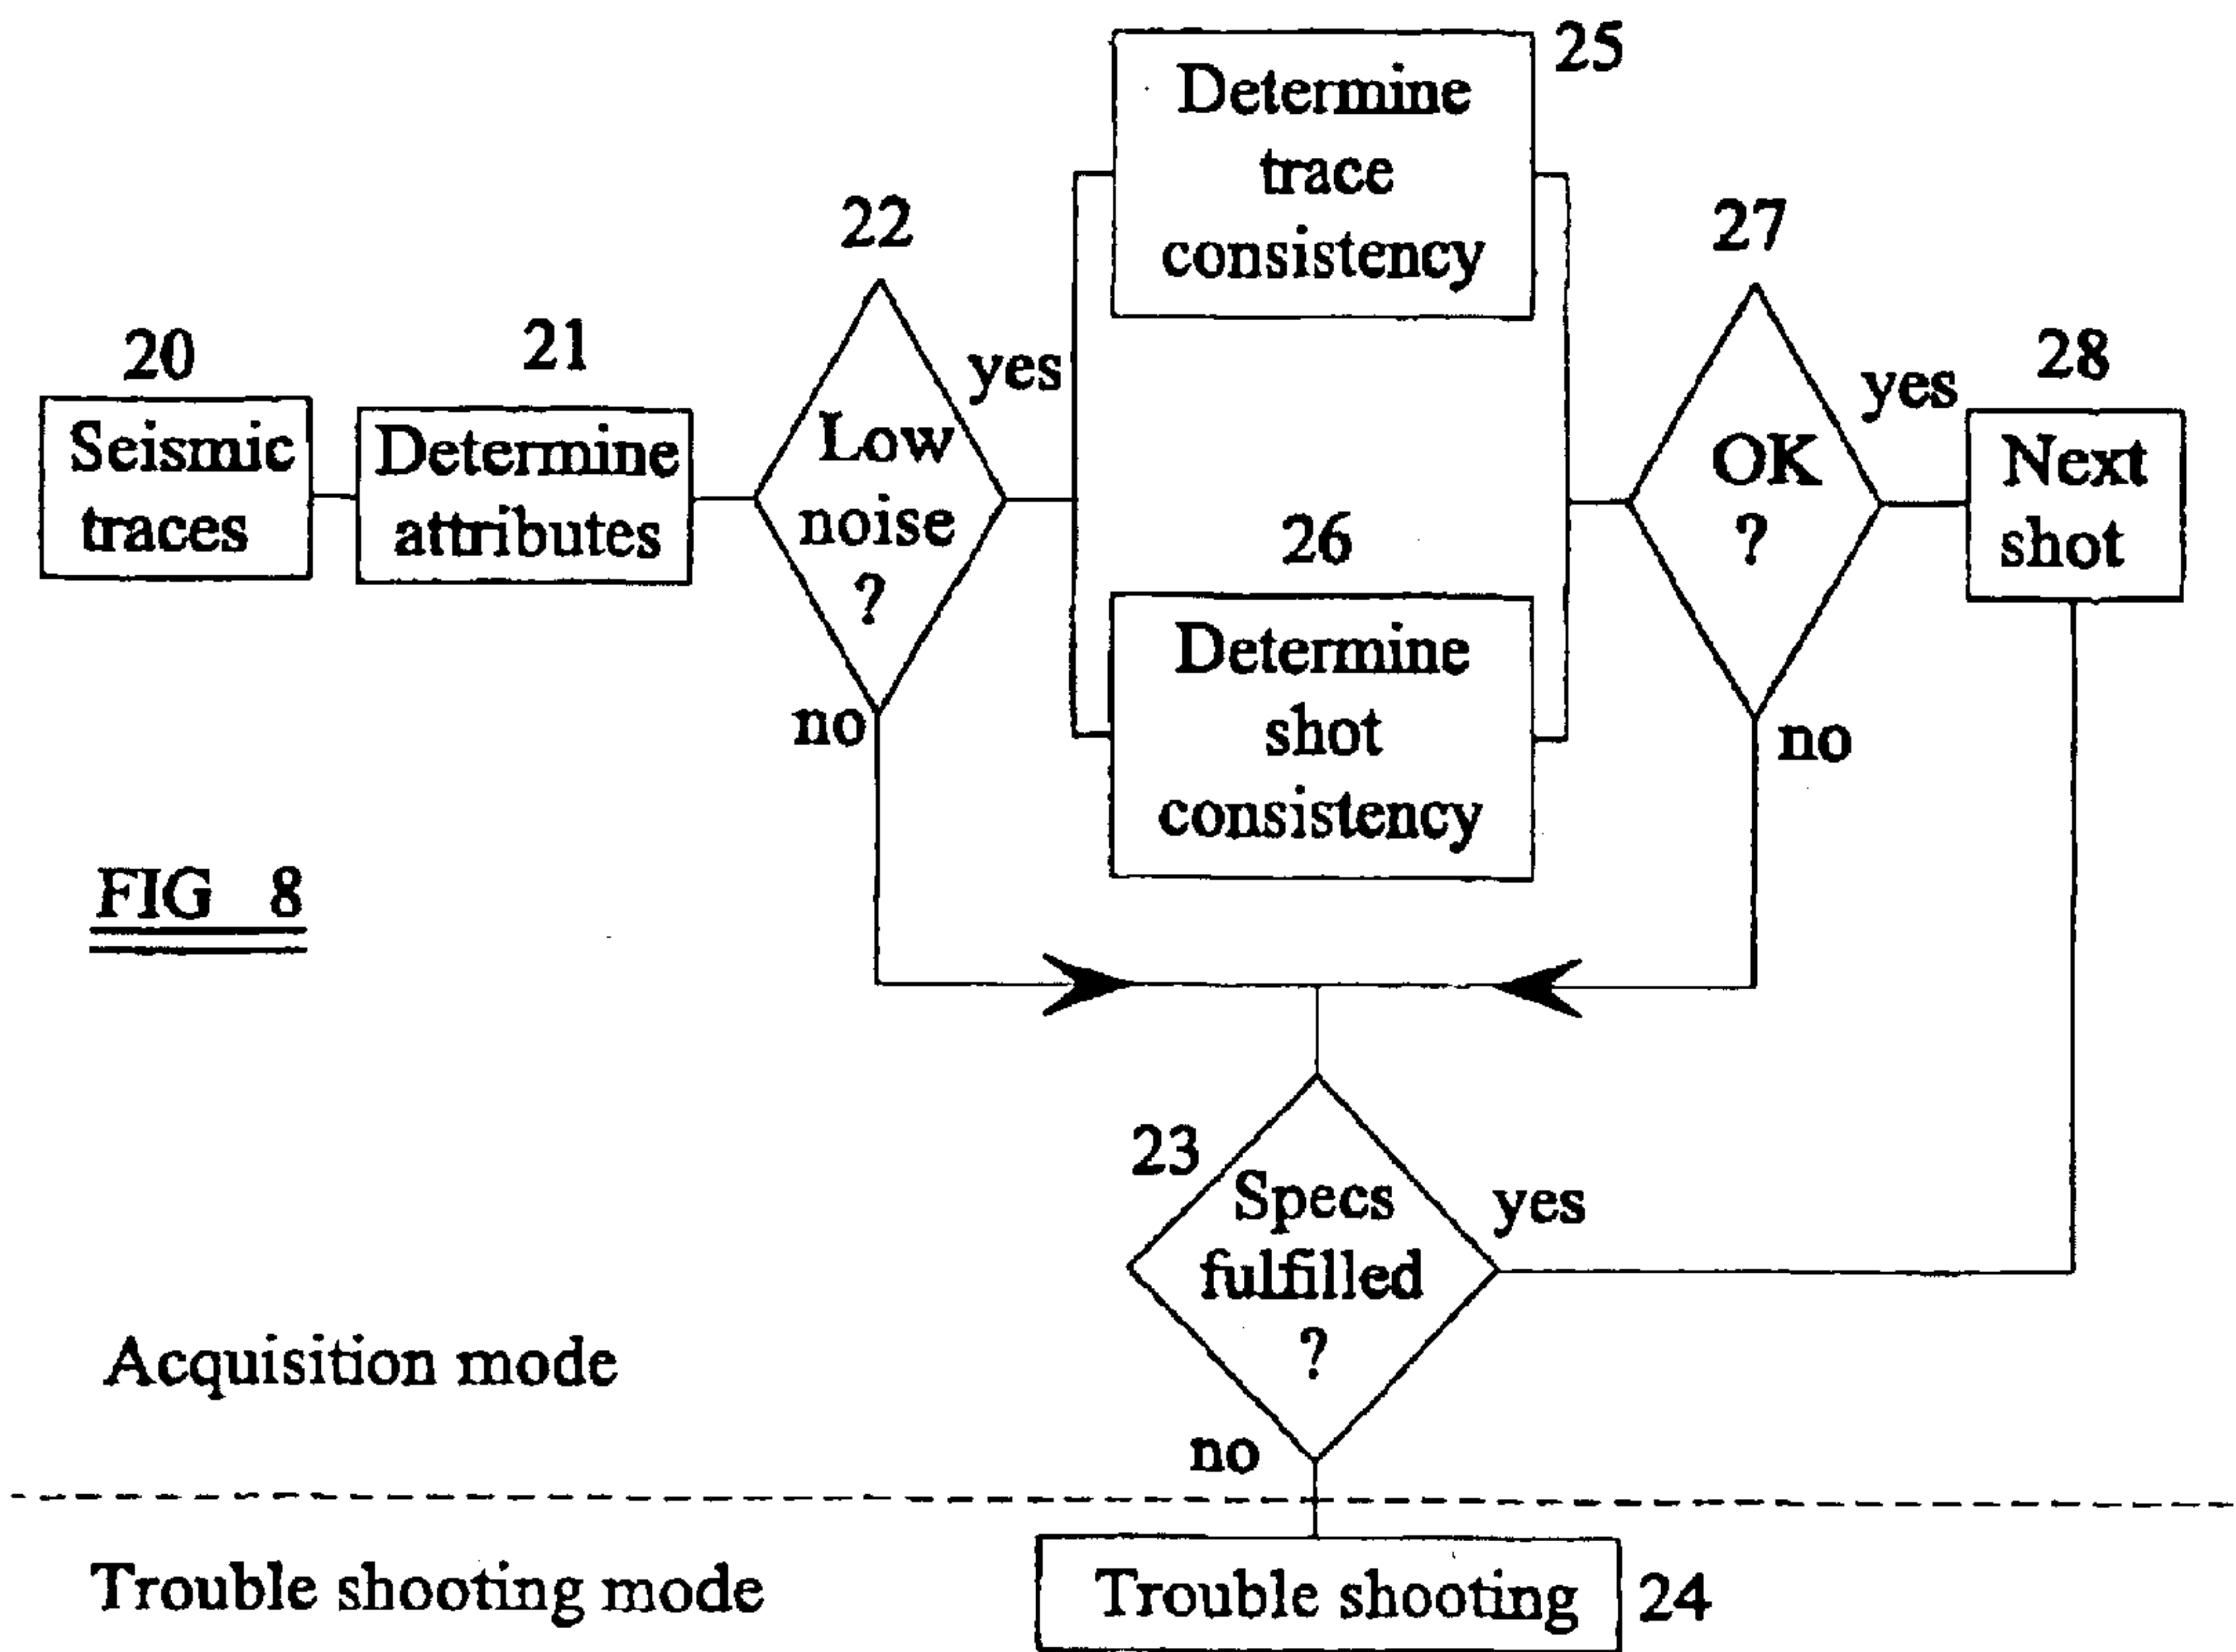 25
Determine
trace
consistency
22
27
20
21
yes
yes
28
Seismic
traces
Determine
attributes
Low
noise
?
OK
?
Next
shot
26
Determine
shot
consistency
no
no
FIG 8
23
Specs
fulfilled
?
yes
Acquisition mode
no
Trouble shooting mode
Trouble shooting
24